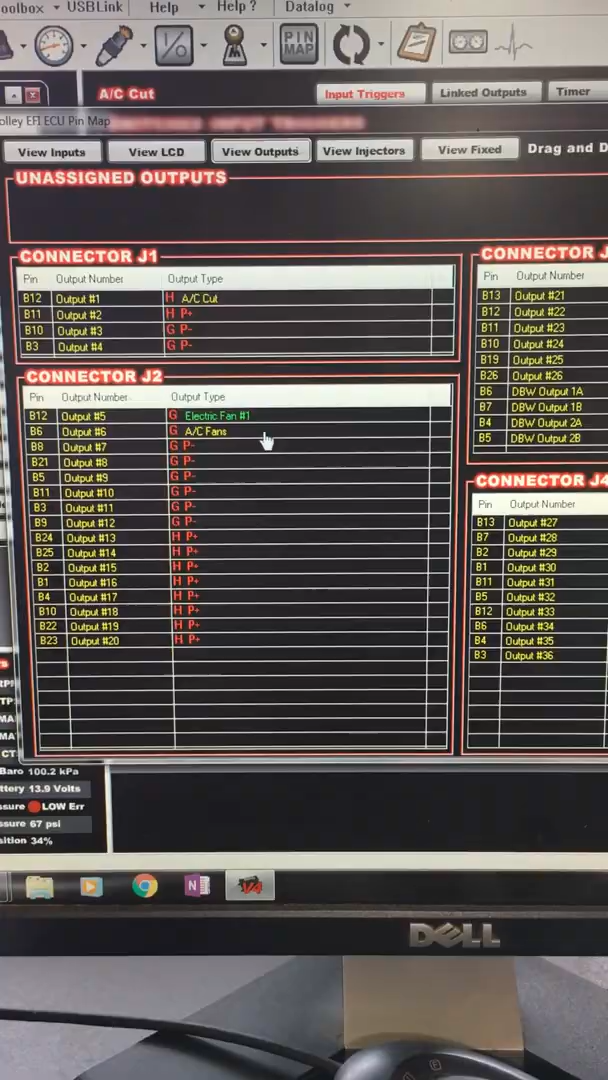 oolbox USBLink Help Help ? Datalog
PIN
MAP
A/C Cut Input Triggers Linked Outputs Timer
olley EFI ECU Pin Map
View Inputs View LCD View Outputs View Injectors View Fixed Drag and D
UNASSIGNED OUTPUTS
CONNECTOR J1
Pin Output Number Output Type
B12 Output #1 H A/C Cut
B11 Output #2 H P+
B10 Output #3 G P-
B3 Output #4 G P-
CONNECTOR J2
Pin Output Number Output Type
B12 Output #5 G Electric Fan #1
B6 Output #6 G A/C Fans
B8 Output #7 G P-
B21 Output #8 G P-
B5 Output #9 G P-
B11 Output #10 G P-
B3 Output #11 G P-
B9 Output #12 G P-
B24 Output #13 H P+
B25 Output #14 H P+
B2 Output #15 H P+
B1 Output #16 H P+
B4 Output #17 H P+
B10 Output #18 H P+
B22 Output #19 H P+
B23 Output #20 H P+
CONNECTOR J
Pin Output Number
B13 Output #21
B12 Output #22
B11 Output #23
B10 Output #24
B19 Output #25
B26 Output #26
B6 DBW Output 1A
B7 DBW Output 1B
B4 DBW Output 2A
B5 DBW Output 2B
CONNECTOR J4
Pin Output Number
B13 Output #27
B7 Output #28
B2 Output #29
B1 Output #30
B11 Output #31
B5 Output #32
B12 Output #33
B6 Output #34
B4 Output #35
B3 Output #36
Baro 100.2 kPa
ttery 13.9 Volts
ssure LOW Err
ssure 67 psi
sition 34%
V4
DELL